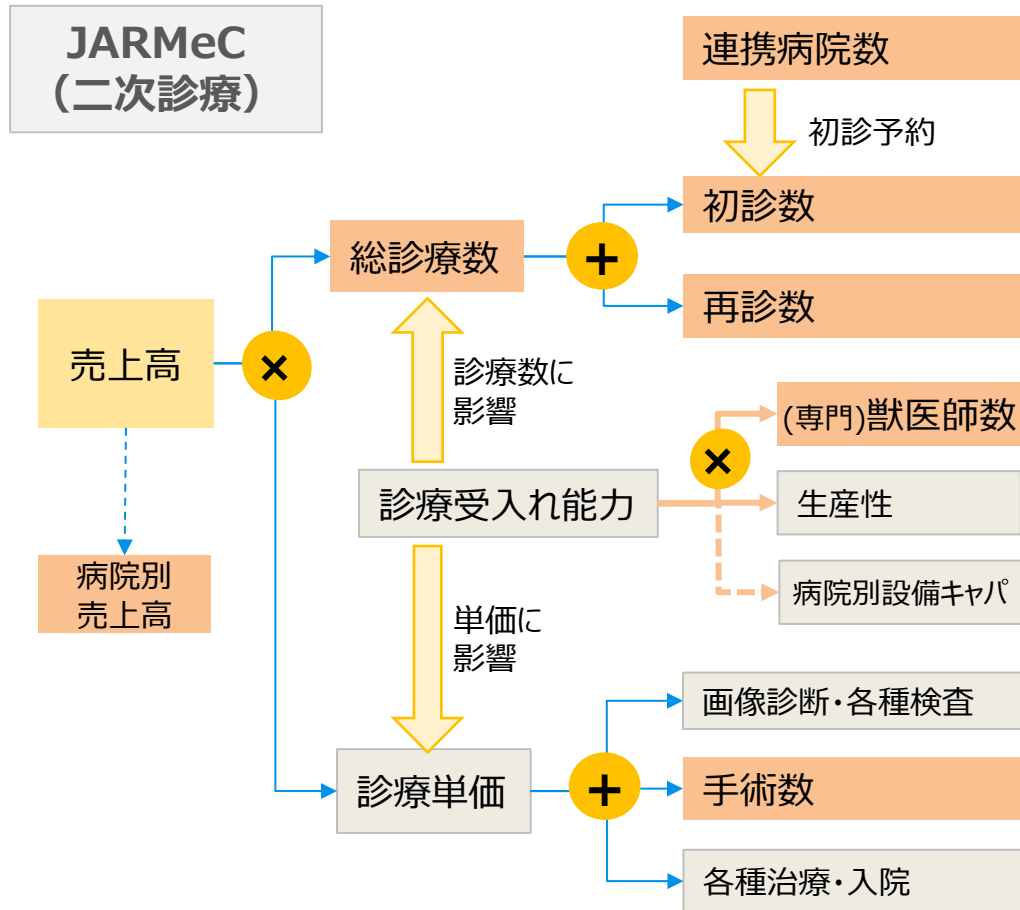 JARMeC
（二次診療）
連携病院数
初診予約
初診数
総診療数
+
再診数
売上高
×
診療数に
影響
(専門)獣医師数
×
診療受入れ能力
生産性
病院別
売上高
病院別設備キャパ
単価に
影響
画像診断・各種検査
診療単価
+
手術数
各種治療・入院